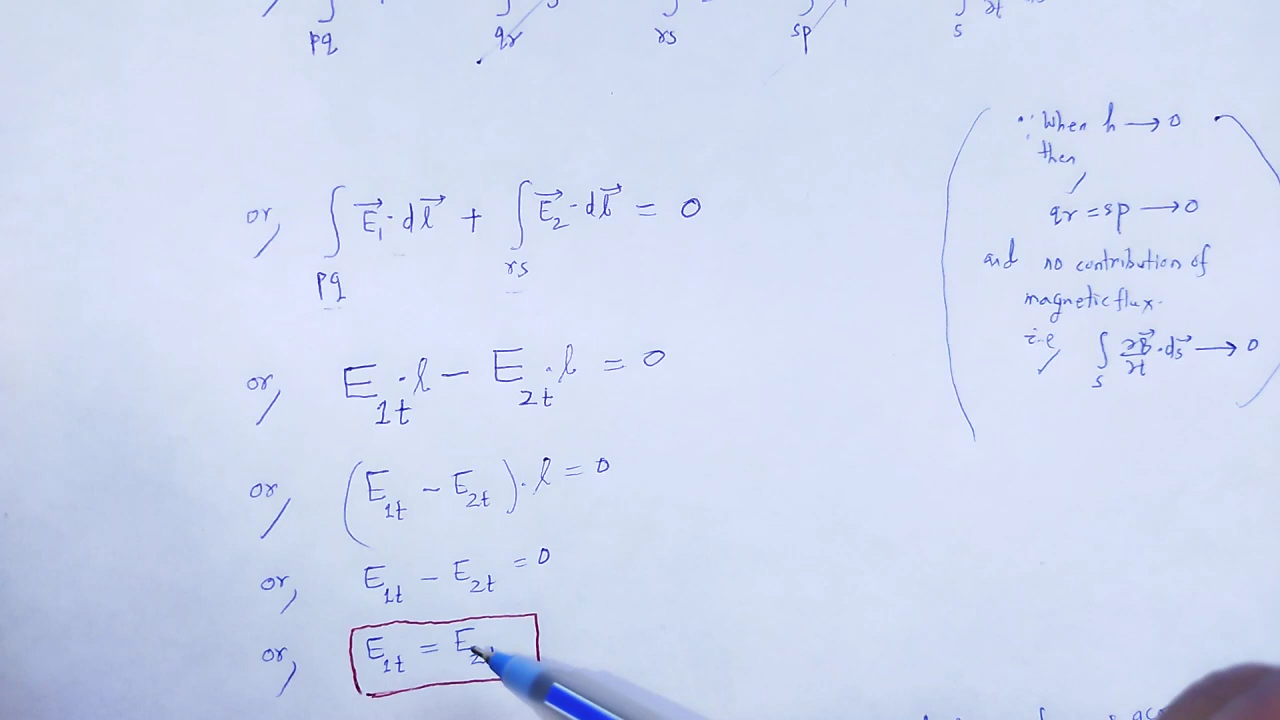 pq qr rs sp s
or, ∫pq E⃗₁·dl⃗ + ∫rs E⃗₂·dl⃗ = 0
or, E1t·l − E2t·l = 0
or, (E1t − E2t)·l = 0
or, E1t − E2t = 0
or, E1t = E
∵ When h → 0
then
qr = sp → 0
and no contribution of
magnetic flux.
i.e. ∫s ∂B⃗/∂t·ds⃗ → 0